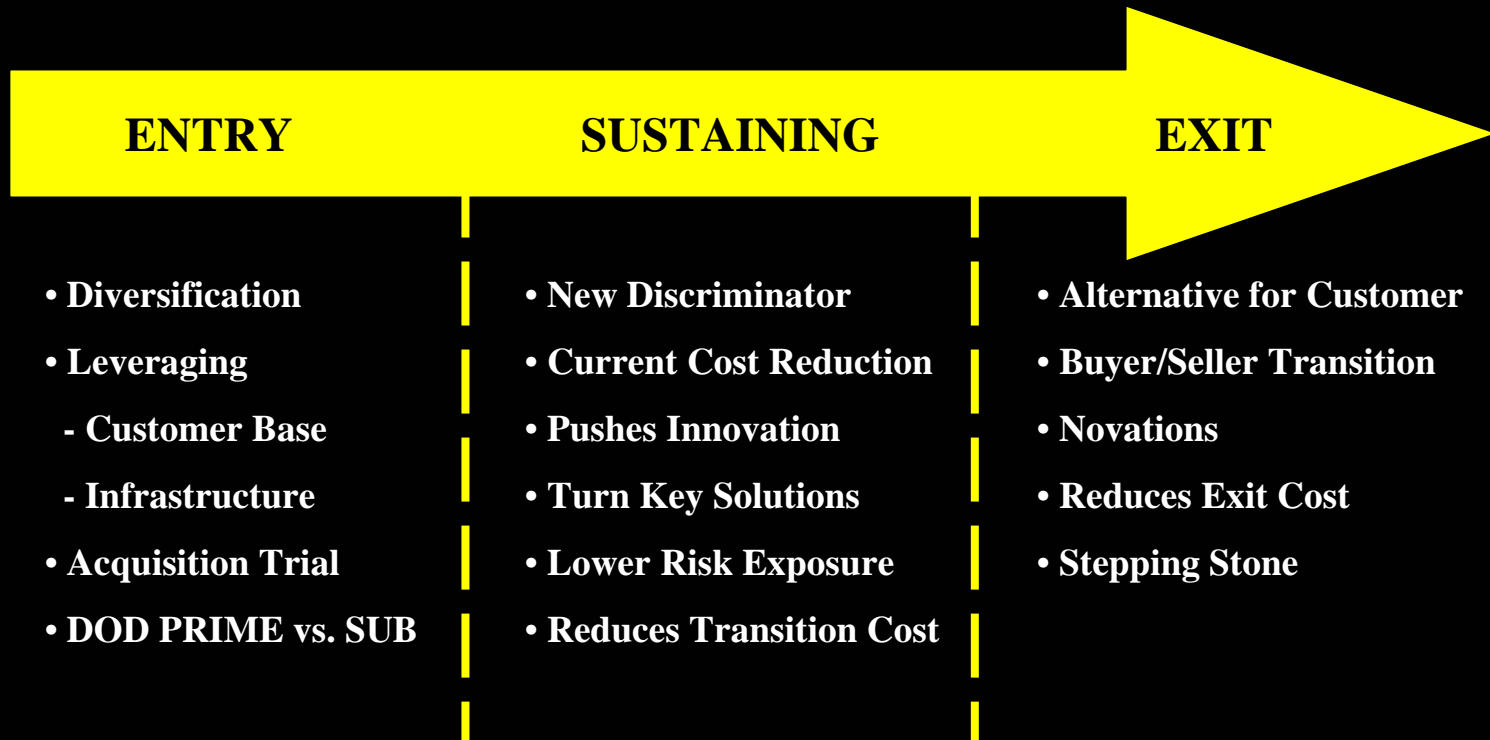 ENTRY
SUSTAINING
EXIT
• Diversification
• Leveraging
- Customer Base
- Infrastructure
• Acquisition Trial
• DOD PRIME vs. SUB
• New Discriminator
• Current Cost Reduction
• Pushes Innovation
• Turn Key Solutions
• Lower Risk Exposure
• Reduces Transition Cost
• Alternative for Customer
• Buyer/Seller Transition
• Novations
• Reduces Exit Cost
• Stepping Stone